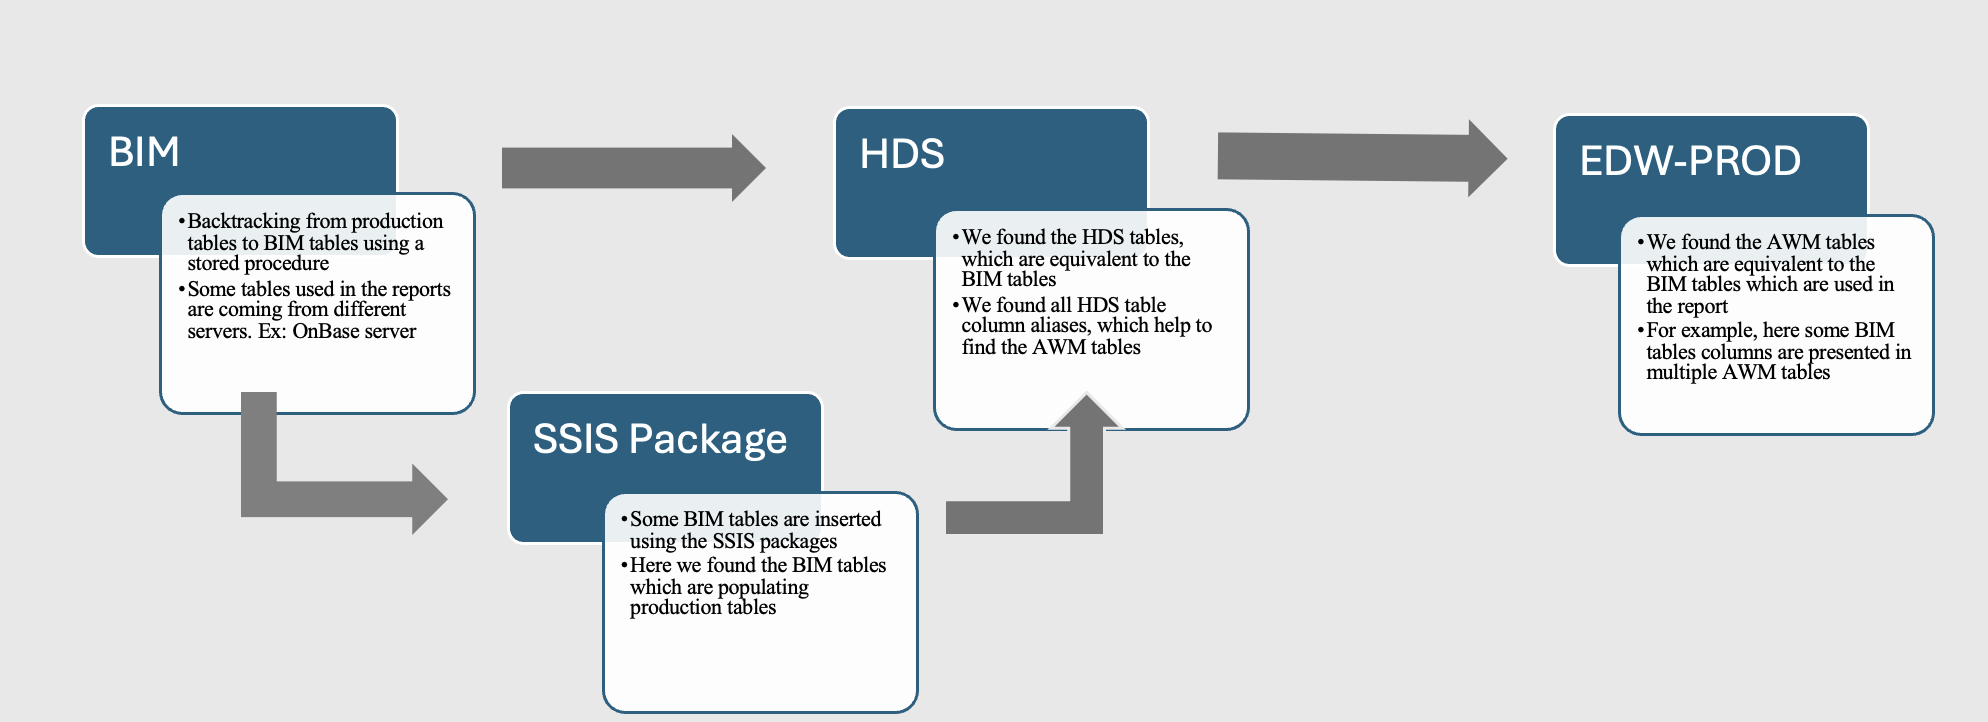 BIM
•Backtracking from production
tables to BIM tables using a
stored procedure
•Some tables used in the reports
are coming from different
servers. Ex: OnBase server
SSIS Package
•Some BIM tables are inserted
using the SSIS packages
•Here we found the BIM tables
which are populating
production tables
HDS
•We found the HDS tables,
which are equivalent to the
BIM tables
•We found all HDS table
column aliases, which help to
find the AWM tables
EDW-PROD
•We found the AWM tables
which are equivalent to the
BIM tables which are used in
the report
•For example, here some BIM
tables columns are presented in
multiple AWM tables